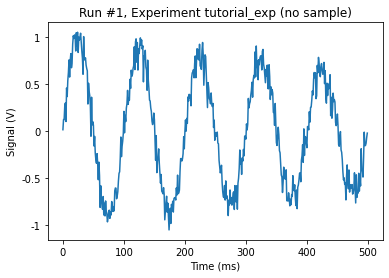 Run #1, Experiment tutorial_exp (no sample)
1
0.5
0
-0.5
-1
Signal (V)
0 100 200 300 400 500
Time (ms)